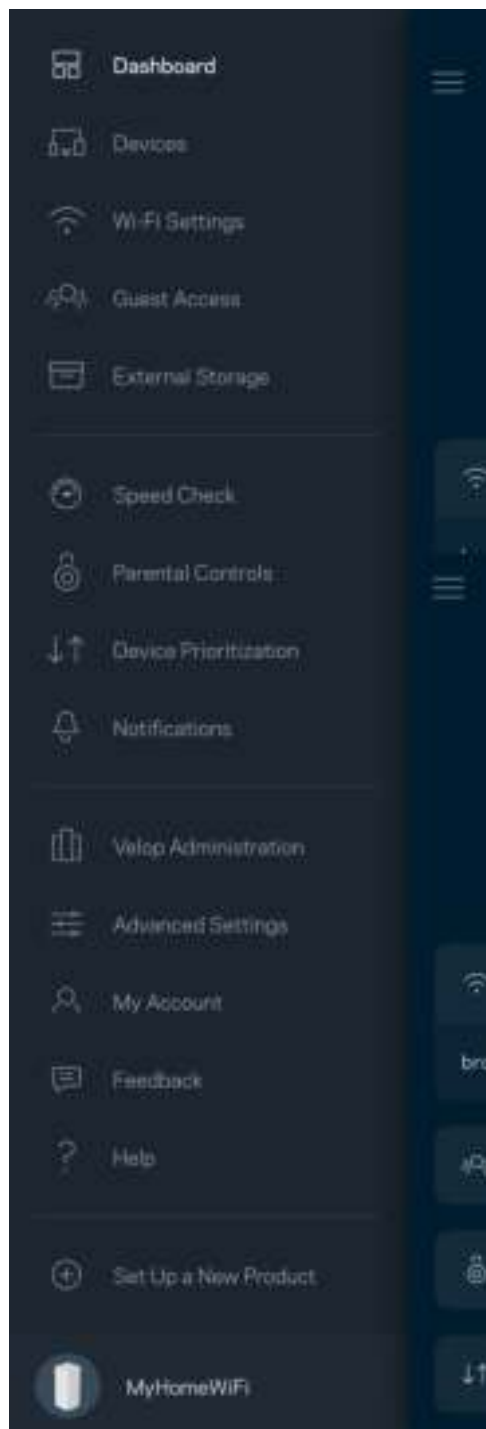 Dashboard
Devices
Wi-Fi Settings
Guest Access
External Storage
Speed Check
Parental Controls
Device Prioritization
Notifications
Velop Administration
Advanced Settings
My Account
bro
Feedback
Help
Set Up a New Product
MyHomeWiFi